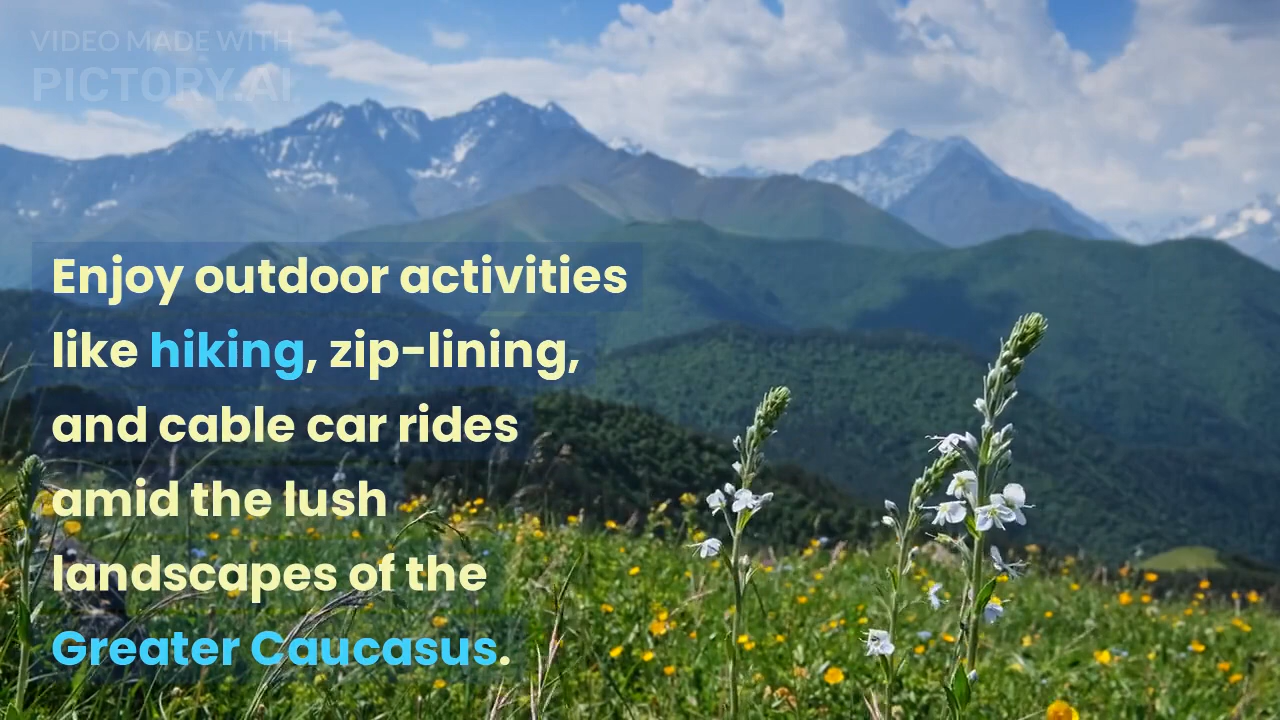 VIDEO MADE WITH
PICTORY.AI
Enjoy outdoor activities
like hiking, zip-lining,
and cable car rides
amid the lush
landscapes of the
Greater Caucasus.